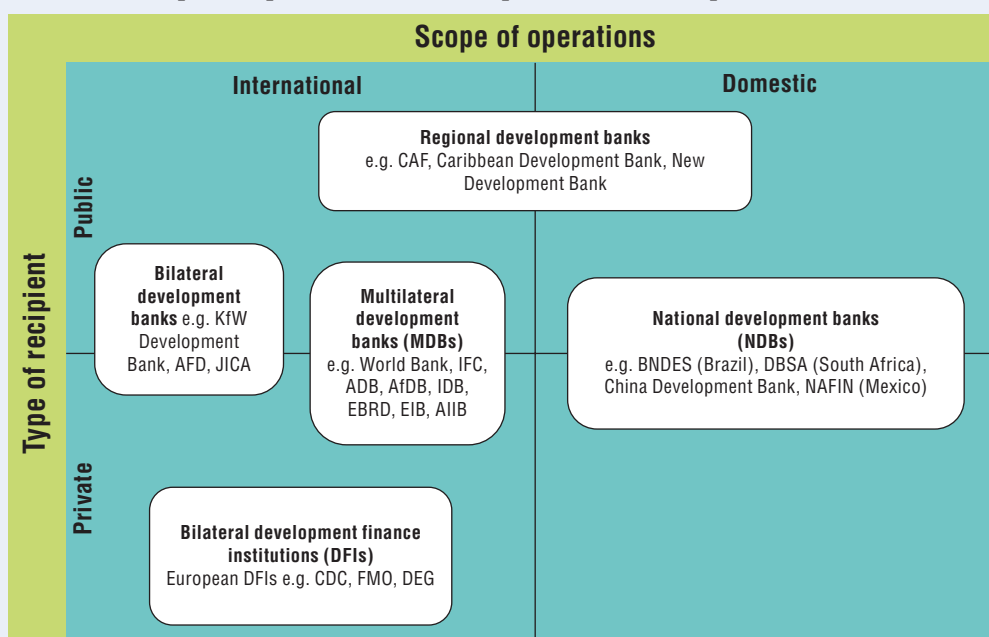 Scope of operations
International
Domestic
Type of recipient
Public
Private
Regional development banks
e.g. CAF, Caribbean Development Bank, New
Development Bank
Bilateral
development
banks e.g. KfW
Development
Bank, AFD, JICA
Multilateral
development
banks (MDBs)
e.g. World Bank, IFC,
ADB, AfDB, IDB,
EBRD, EIB, AIIB
National development banks
(NDBs)
e.g. BNDES (Brazil), DBSA (South Africa),
China Development Bank, NAFIN (Mexico)
Bilateral development finance
institutions (DFIs)
European DFIs e.g. CDC, FMO, DEG